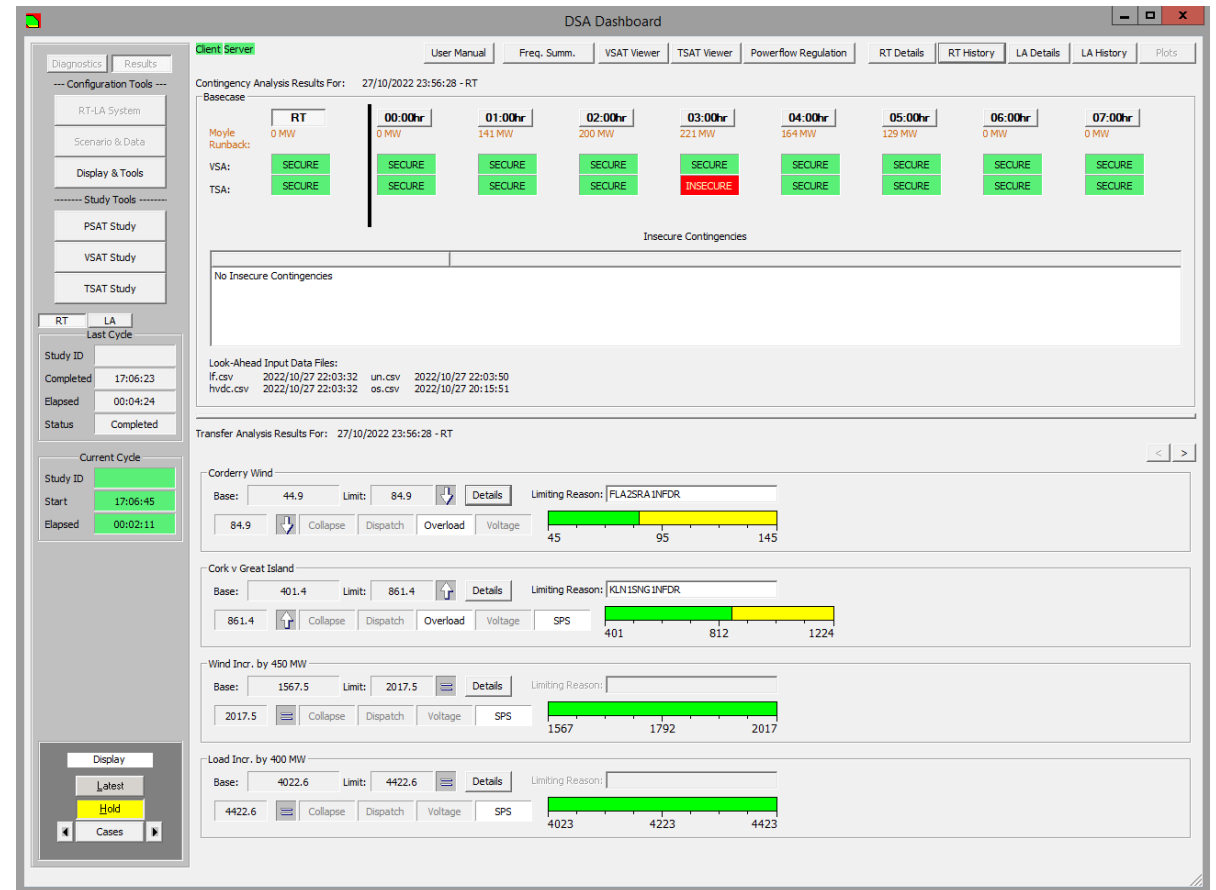 DSA Dashboard
Diagnostics Results
--- Configuration Tools ---
RT-LA System
Scenario & Data
Display & Tools
-------- Study Tools --------
PSAT Study
VSAT Study
TSAT Study
RT LA
Last Cycle
Study ID
Completed 17:06:23
Elapsed 00:04:24
Status Completed
Current Cycle
Study ID
Start 17:06:45
Elapsed 00:02:11
Display
Latest
Hold
Cases
Client Server
User Manual Freq. Summ. VSAT Viewer TSAT Viewer Powerflow Regulation RT Details RT History LA Details LA History Plots
Contingency Analysis Results For: 27/10/2022 23:56:28 - RT
Basecase
RT 00:00hr 01:00hr 02:00hr 03:00hr 04:00hr 05:00hr 06:00hr 07:00hr
Moyle 0 MW 0 MW 141 MW 200 MW 221 MW 164 MW 129 MW 0 MW 0 MW
Runback:
VSA: SECURE SECURE SECURE SECURE SECURE SECURE SECURE SECURE SECURE
TSA: SECURE SECURE SECURE SECURE INSECURE SECURE SECURE SECURE SECURE
Insecure Contingencies
No Insecure Contingencies
Look-Ahead Input Data Files:
lf.csv 2022/10/27 22:03:32 un.csv 2022/10/27 22:03:50
hvdc.csv 2022/10/27 22:03:32 os.csv 2022/10/27 20:15:51
Transfer Analysis Results For: 27/10/2022 23:56:28 - RT
< >
Corderry Wind
Base: 44.9 Limit: 84.9 Details Limiting Reason: FLA2SRA1NFDR
84.9 Collapse Dispatch Overload Voltage
45 95 145
Cork v Great Island
Base: 401.4 Limit: 861.4 Details Limiting Reason: KLN1SNG1NFDR
861.4 Collapse Dispatch Overload Voltage SPS
401 812 1224
Wind Incr. by 450 MW
Base: 1567.5 Limit: 2017.5 Details Limiting Reason:
2017.5 Collapse Dispatch Voltage SPS
1567 1792 2017
Load Incr. by 400 MW
Base: 4022.6 Limit: 4422.6 Details Limiting Reason:
4422.6 Collapse Dispatch Voltage SPS
4023 4223 4423